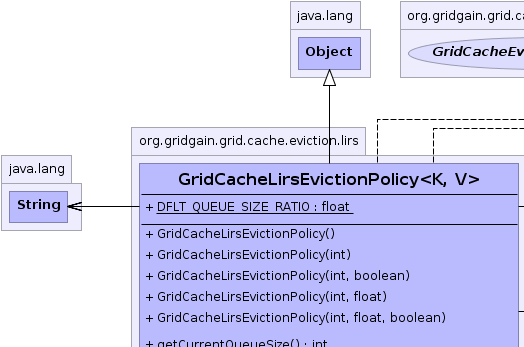 java.lang
org.gridgain.grid.c
Object
GridCacheEv
org.gridgain.grid.cache.eviction.lirs
java.lang
String
GridCacheLirsEvictionPolicy<K, V>
+ DFLT_QUEUE_SIZE_RATIO : float
+ GridCacheLirsEvictionPolicy()
+ GridCacheLirsEvictionPolicy(int)
+ GridCacheLirsEvictionPolicy(int, boolean)
+ GridCacheLirsEvictionPolicy(int, float)
+ GridCacheLirsEvictionPolicy(int, float, boolean)
+ getCurrentQueueSize() : int